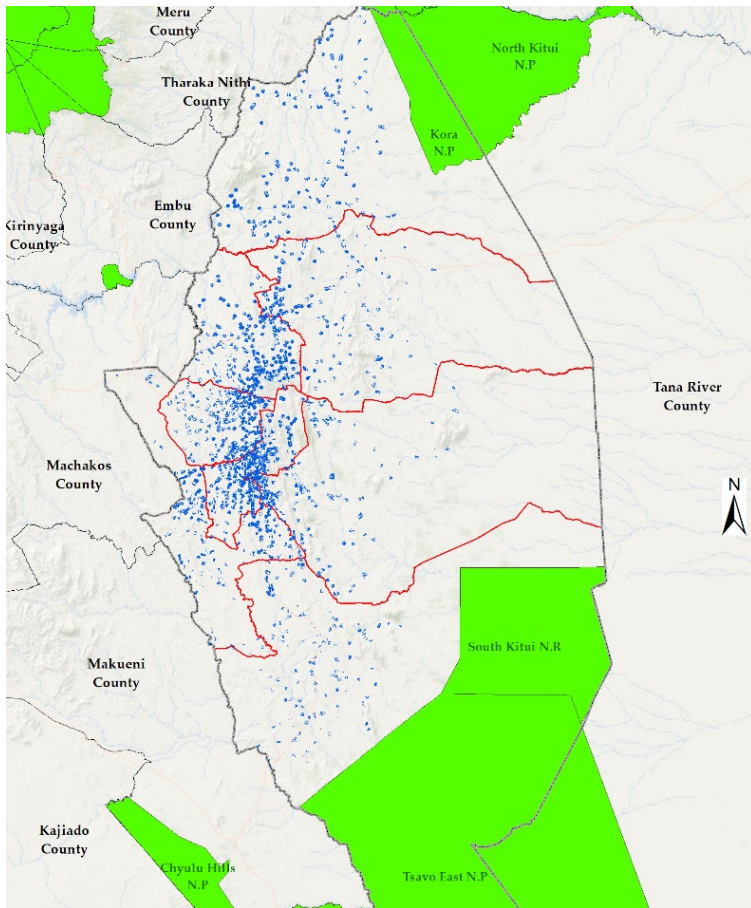 Meru
County
North Kitui
N.P
Tharaka Nithi
County
Kora
N.P
Embu
County
Kirinyaga
County
Tana River
County
Machakos
County
N
South Kitui N.R
Makueni
County
Kajiado
County
Chyulu Hills
N.P
Tsavo East N.P